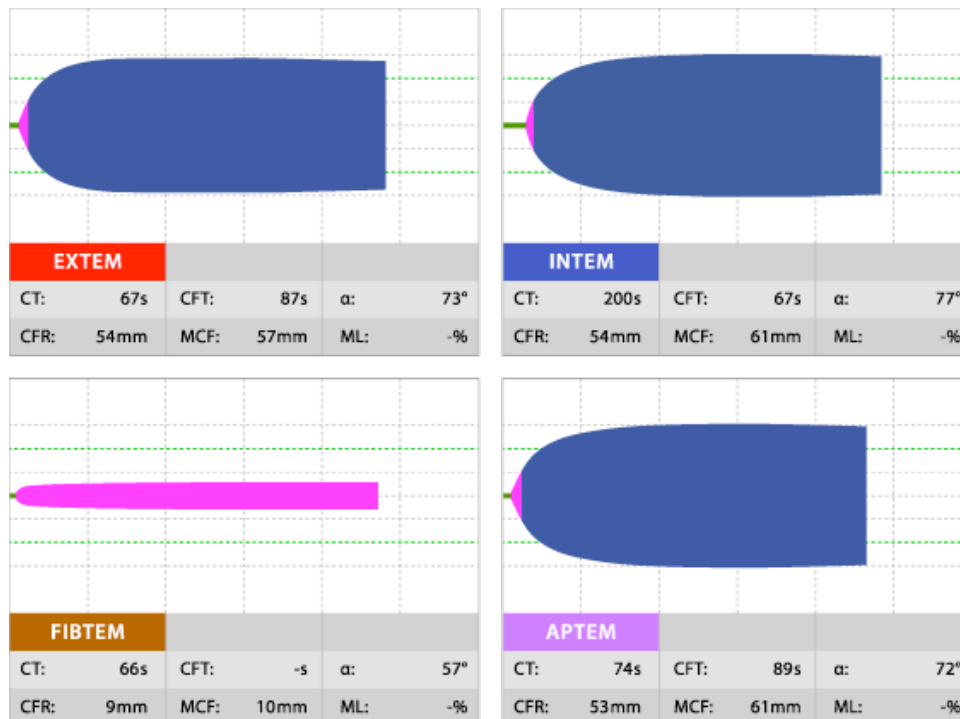 EXTEM
CT: 67s CFT: 87s α: 73°
CFR: 54mm MCF: 57mm ML: -%
INTEM
CT: 200s CFT: 67s α: 77°
CFR: 54mm MCF: 61mm ML: -%
FIBTEM
CT: 66s CFT: -s α: 57°
CFR: 9mm MCF: 10mm ML: -%
APTEM
CT: 74s CFT: 89s α: 72°
CFR: 53mm MCF: 61mm ML: -%